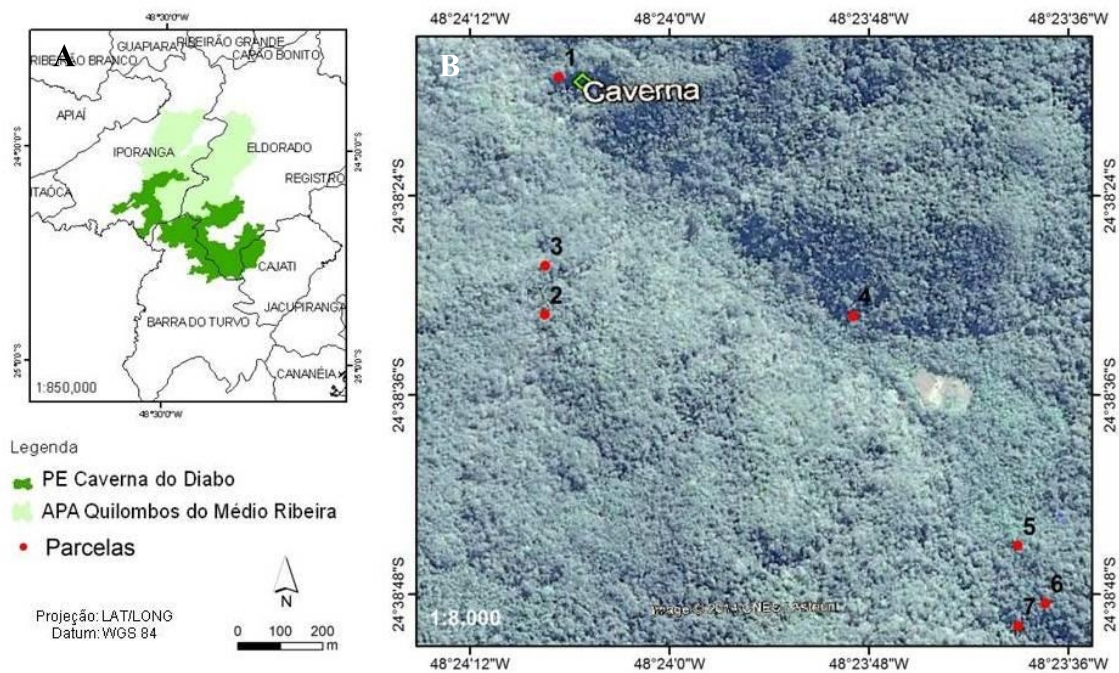 48°30'0"W
A
RIBEIRÃO GRANDE
GUAPIARA
CAPÃO BONITO
RIBEIRÃO BRANCO
APIAÍ
24°30'0"S
24°30'0"S
IPORANGA
ELDORADO
REGISTRO
ITAÓCA
CAJATI
JACUPIRANGA
BARRA DO TURVO
CANANÉIA
25°0'0"S
25°0'0"S
1:850,000
48°30'0"W
Legenda
PE Caverna do Diabo
APA Quilombos do Médio Ribeira
Parcelas
Projeção: LAT/LONG
Datum: WGS 84
N
0 100 200
m
48°24'12"W 48°24'0"W 48°23'48"W 48°23'36"W
B
1
Caverna
24°38'24"S
24°38'24"S
3
2
4
24°38'36"S
24°38'36"S
5
6
7
24°38'48"S
24°38'48"S
1:8.000
48°24'12"W 48°24'0"W 48°23'48"W 48°23'36"W